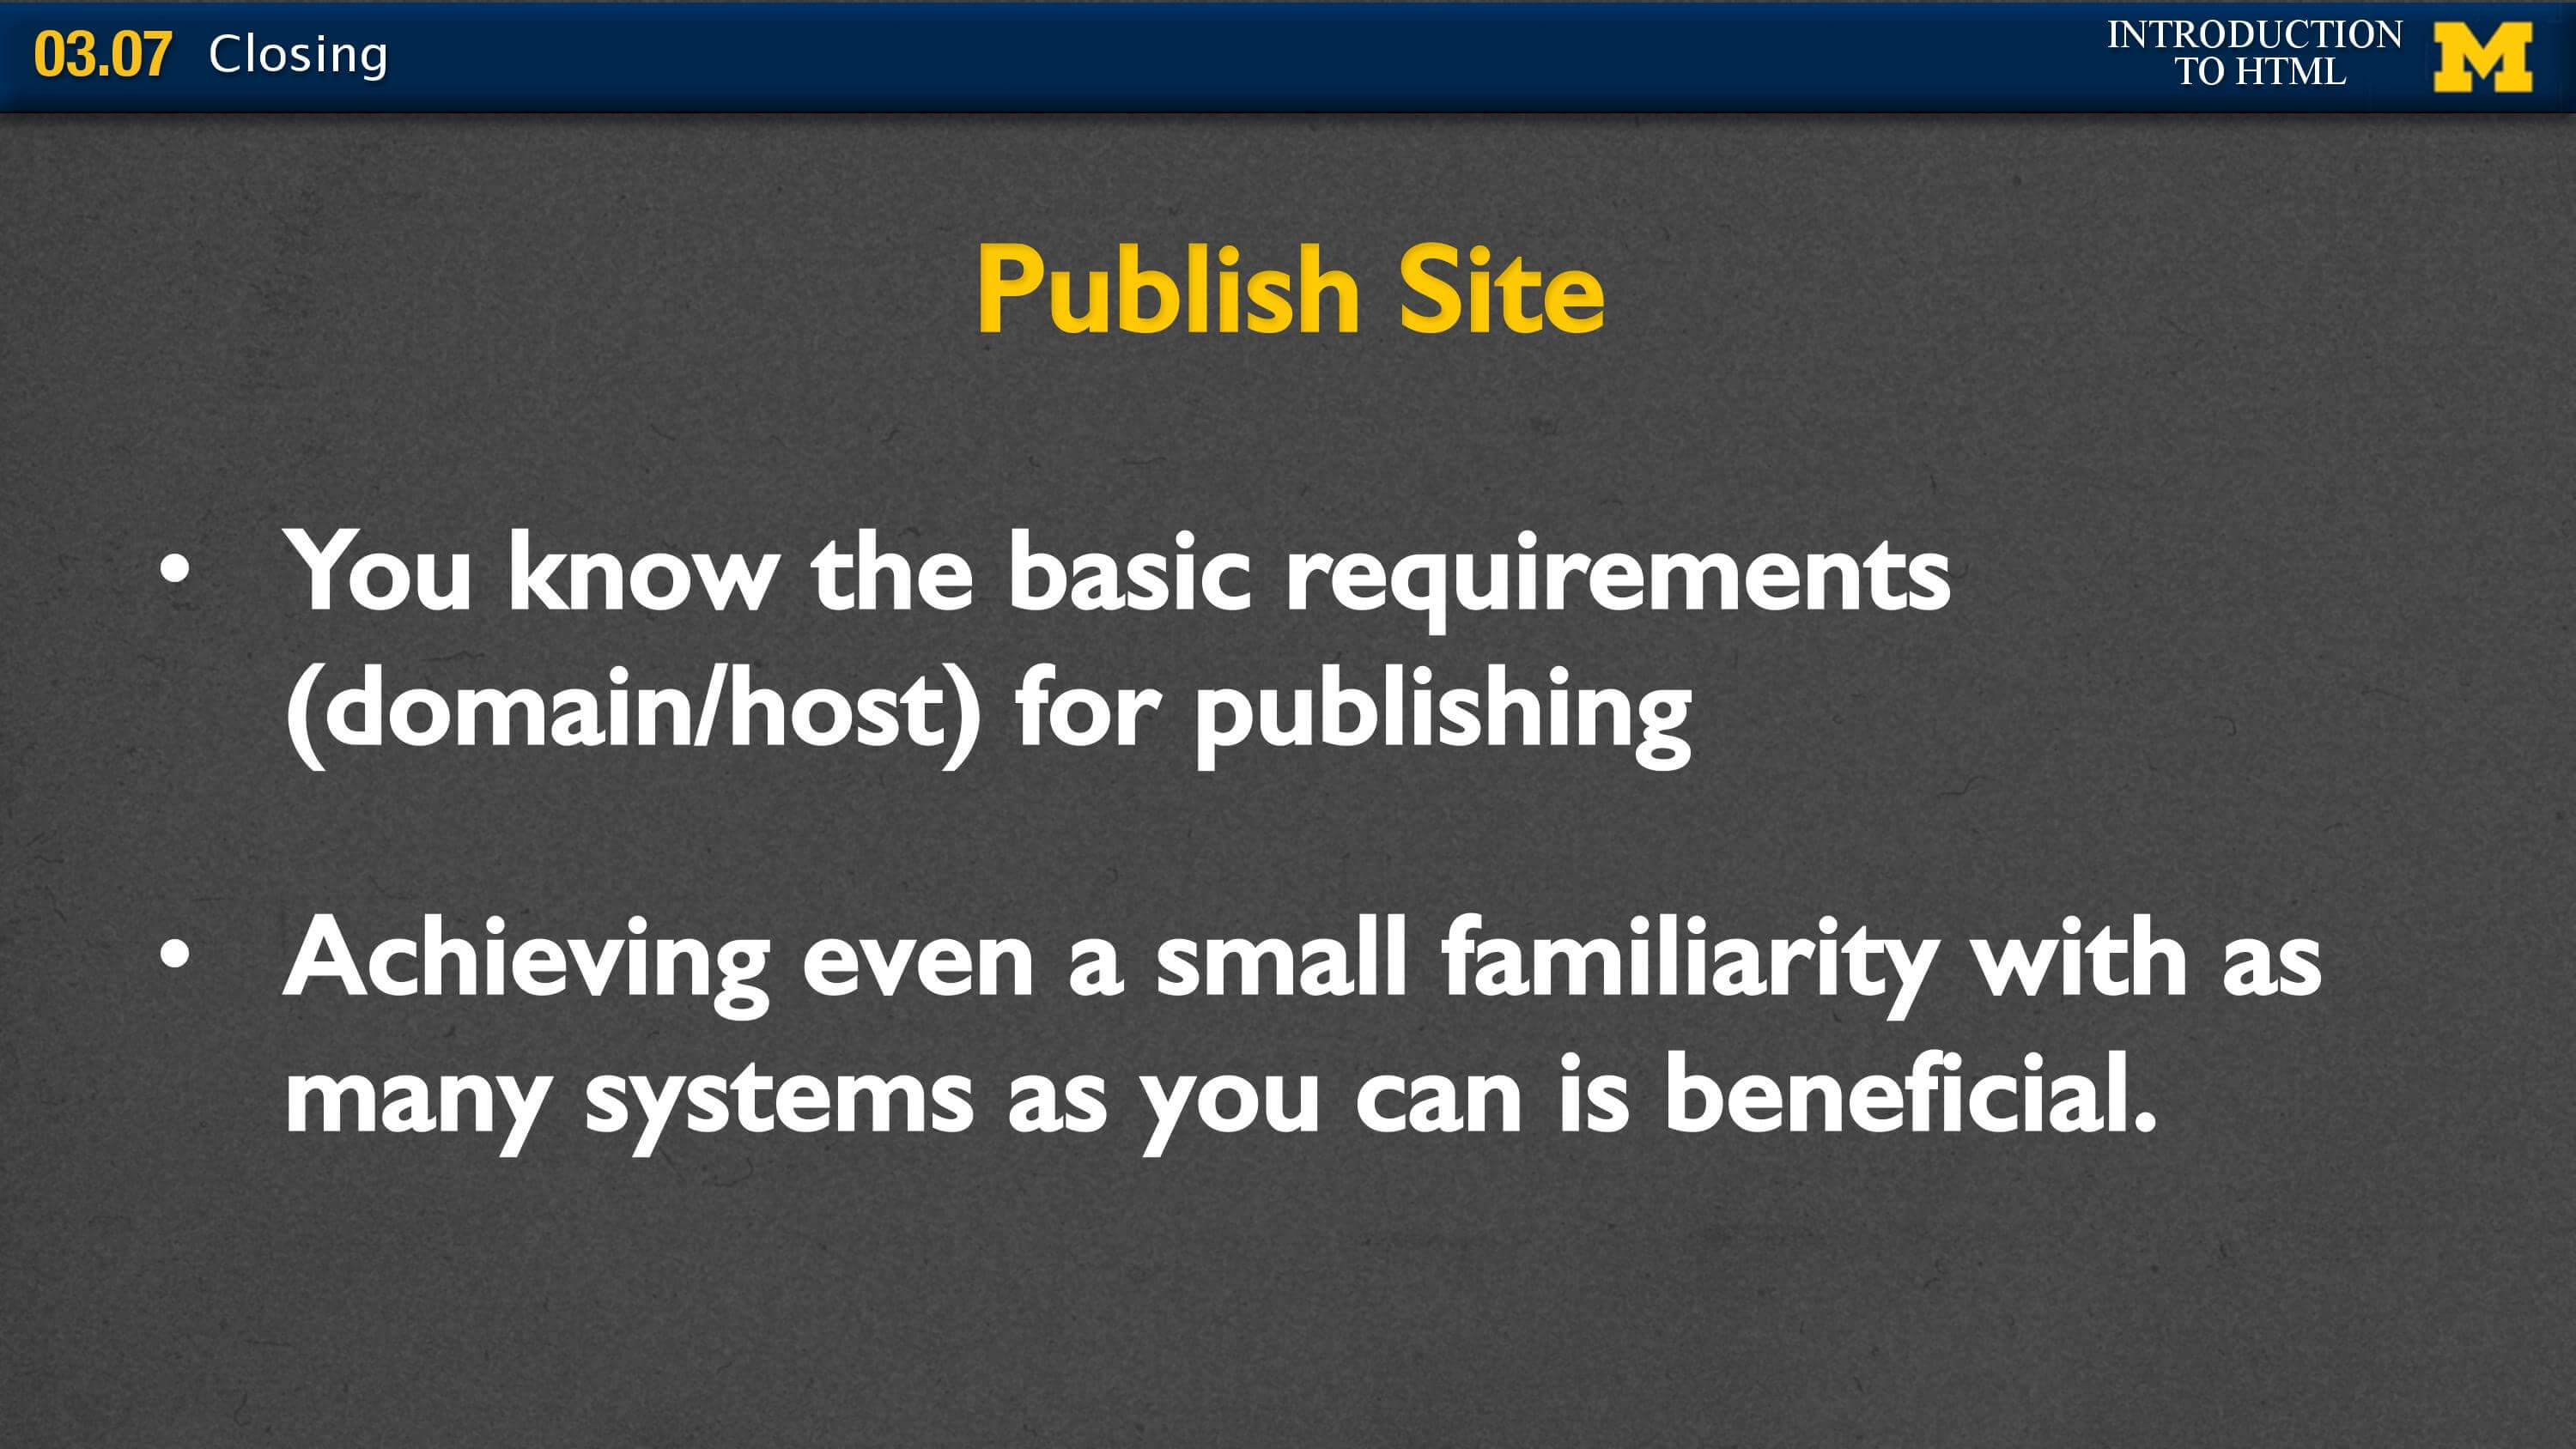 03.07 Closing
INTRODUCTION
TO HTML
M
Publish Site
• You know the basic requirements
(domain/host) for publishing
• Achieving even a small familiarity with as
many systems as you can is beneficial.